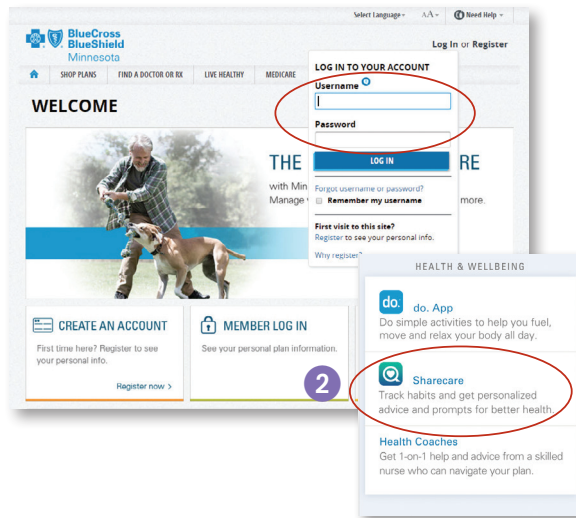 Select Language
AA
Need Help
BlueCross
BlueShield
Minnesota
Log In or Register
SHOP PLANS
FIND A DOCTOR OR RX
LIVE HEALTHY
MEDICARE
WELCOME
LOG IN TO YOUR ACCOUNT
Username
Password
LOG IN
Forgot username or password?
Remember my username
First visit to this site?
Register to see your personal info.
Why register?
THE
RE
with Min
Manage
more.
CREATE AN ACCOUNT
First time here? Register to see
your personal info.
Register now >
MEMBER LOG IN
See your personal plan information.
2
HEALTH & WELLBEING
do.
do. App
Do simple activities to help you fuel,
move and relax your body all day.
Sharecare
Track habits and get personalized
advice and prompts for better health.
Health Coaches
Get 1-on-1 help and advice from a skilled
nurse who can navigate your plan.